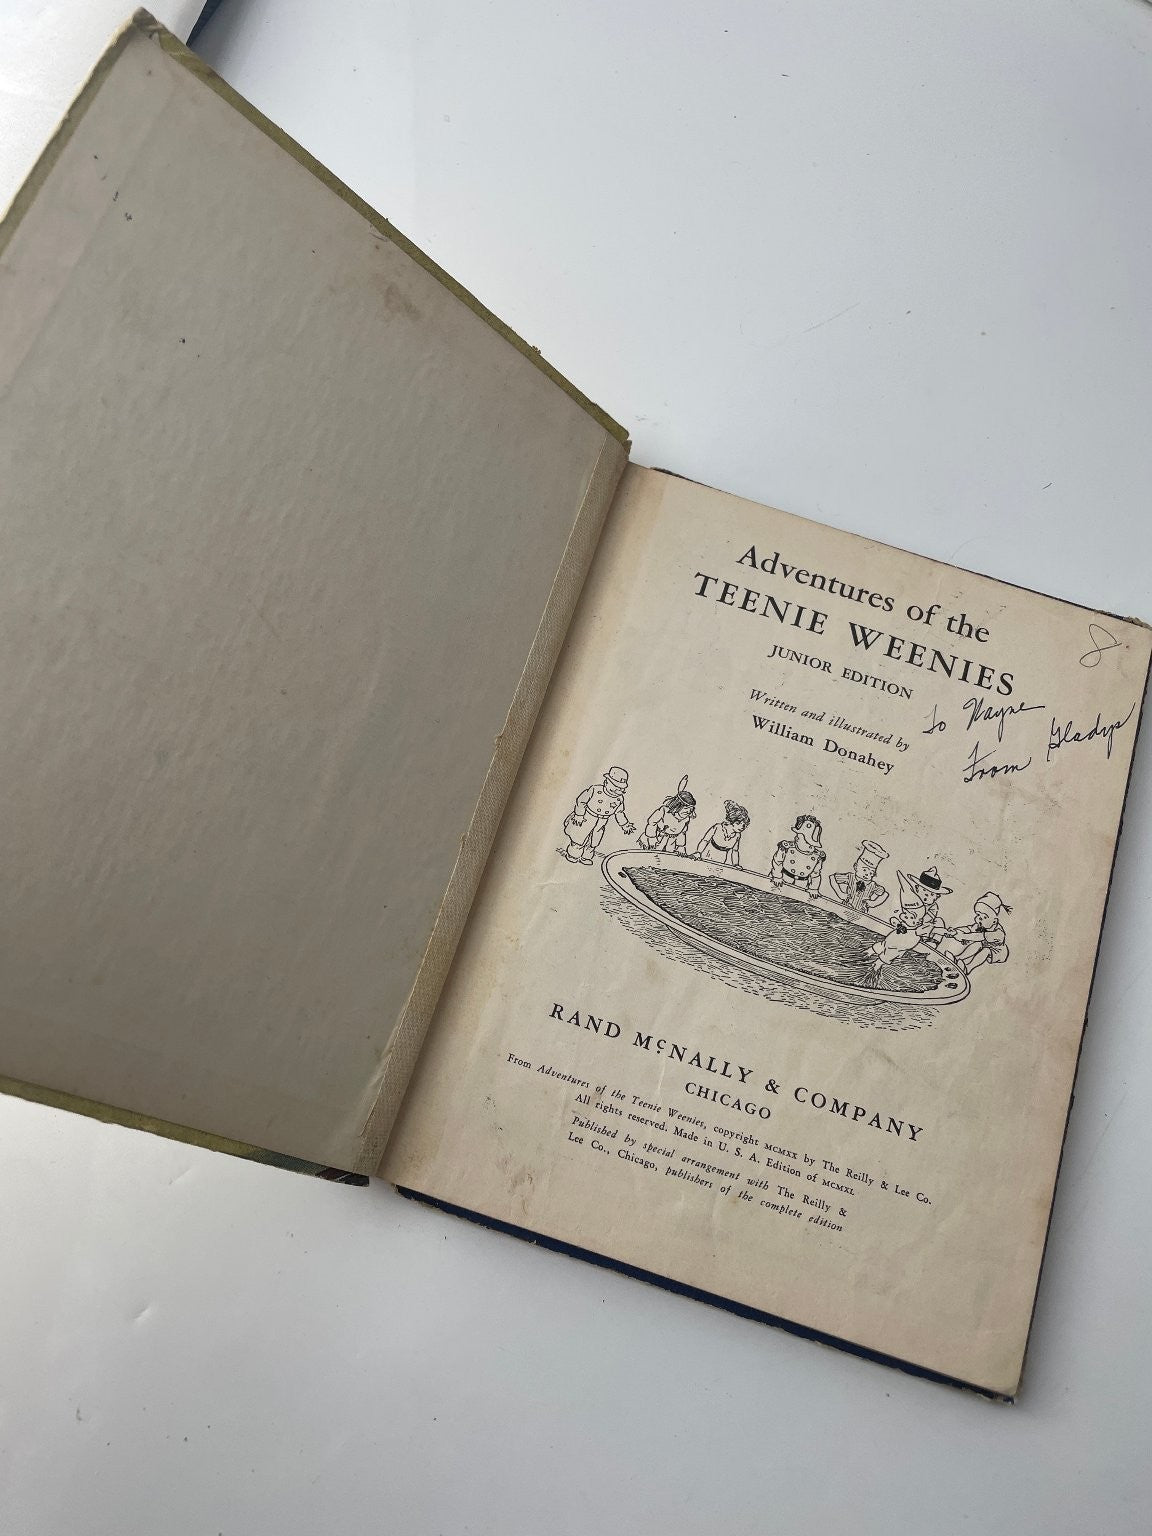 Adventures of the
TEENIE WEENIES
JUNIOR EDITION
Written and illustrated by
William Donahey
8
To Wayne
From Gladys
RAND McNALLY & COMPANY
CHICAGO
From Adventures of the Teenie Weenies, copyright MCMXX by The Reilly & Lee Co.
All rights reserved. Made in U. S. A. Edition of MCMXL
Published by special arrangement with The Reilly &
Lee Co., Chicago, publishers of the complete edition